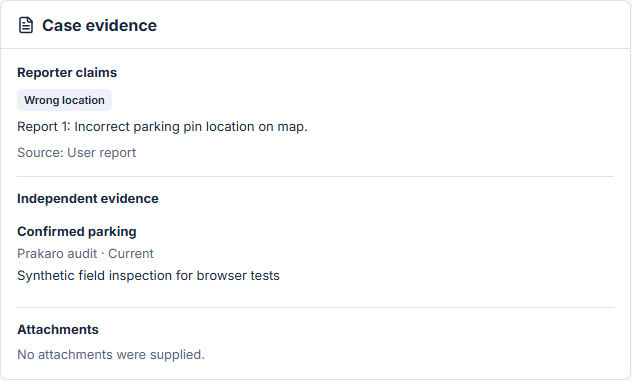 Case evidence
Reporter claims
Wrong location
Report 1: Incorrect parking pin location on map.
Source: User report
Independent evidence
Confirmed parking
Prakaro audit · Current
Synthetic field inspection for browser tests
Attachments
No attachments were supplied.